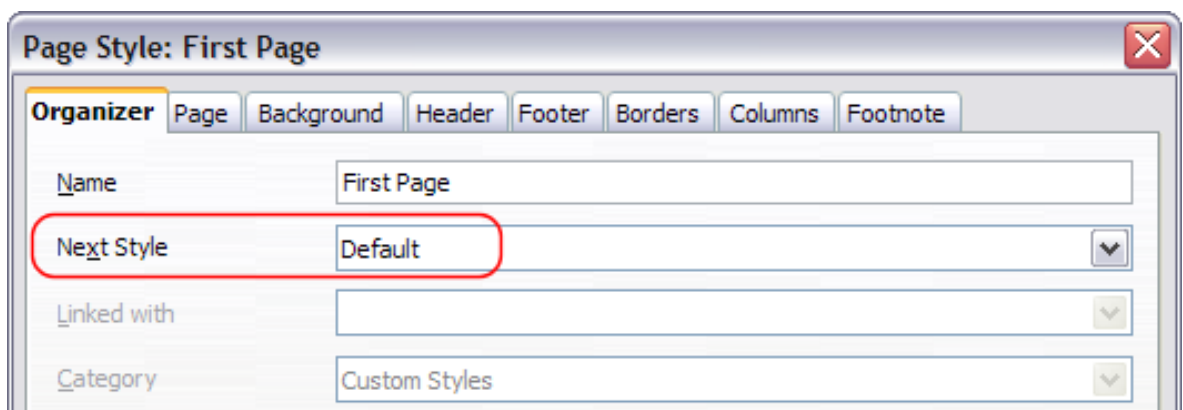 Page Style: First Page
Organizer Page Background Header Footer Borders Columns Footnote
Name First Page
Next Style Default
Linked with
Category Custom Styles